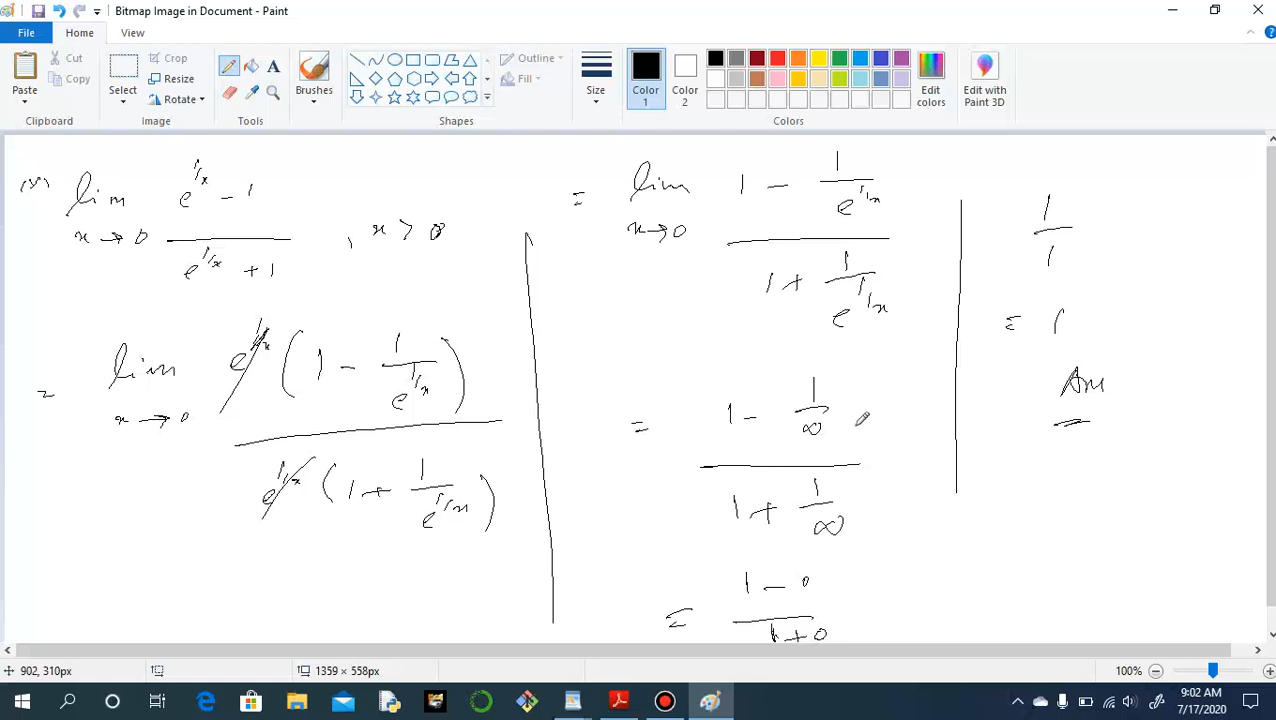 Bitmap Image in Document - Paint
File Home View
Paste
Cut
Copy
Clipboard
Select
Crop
Resize
Rotate
Image
A
Tools
Brushes
Shapes
Outline
Fill
Size
Color 1
Color 2
Edit colors
Colors
Edit with Paint 3D
(v) lim x→0 (e^{1/x} - 1)/(e^{1/x} + 1) , x > 0
= lim x→0 e^{1/x}(1 - 1/e^{1/x}) / e^{1/x}(1 + 1/e^{1/x})
= lim x→0 (1 - 1/e^{1/x})/(1 + 1/e^{1/x})
= (1 - 1/∞)/(1 + 1/∞)
= (1 - 0)/(1 + 0)
1/1
= 1
Ans
902, 310px
1359 × 558px
100%
9:02 AM
7/17/2020